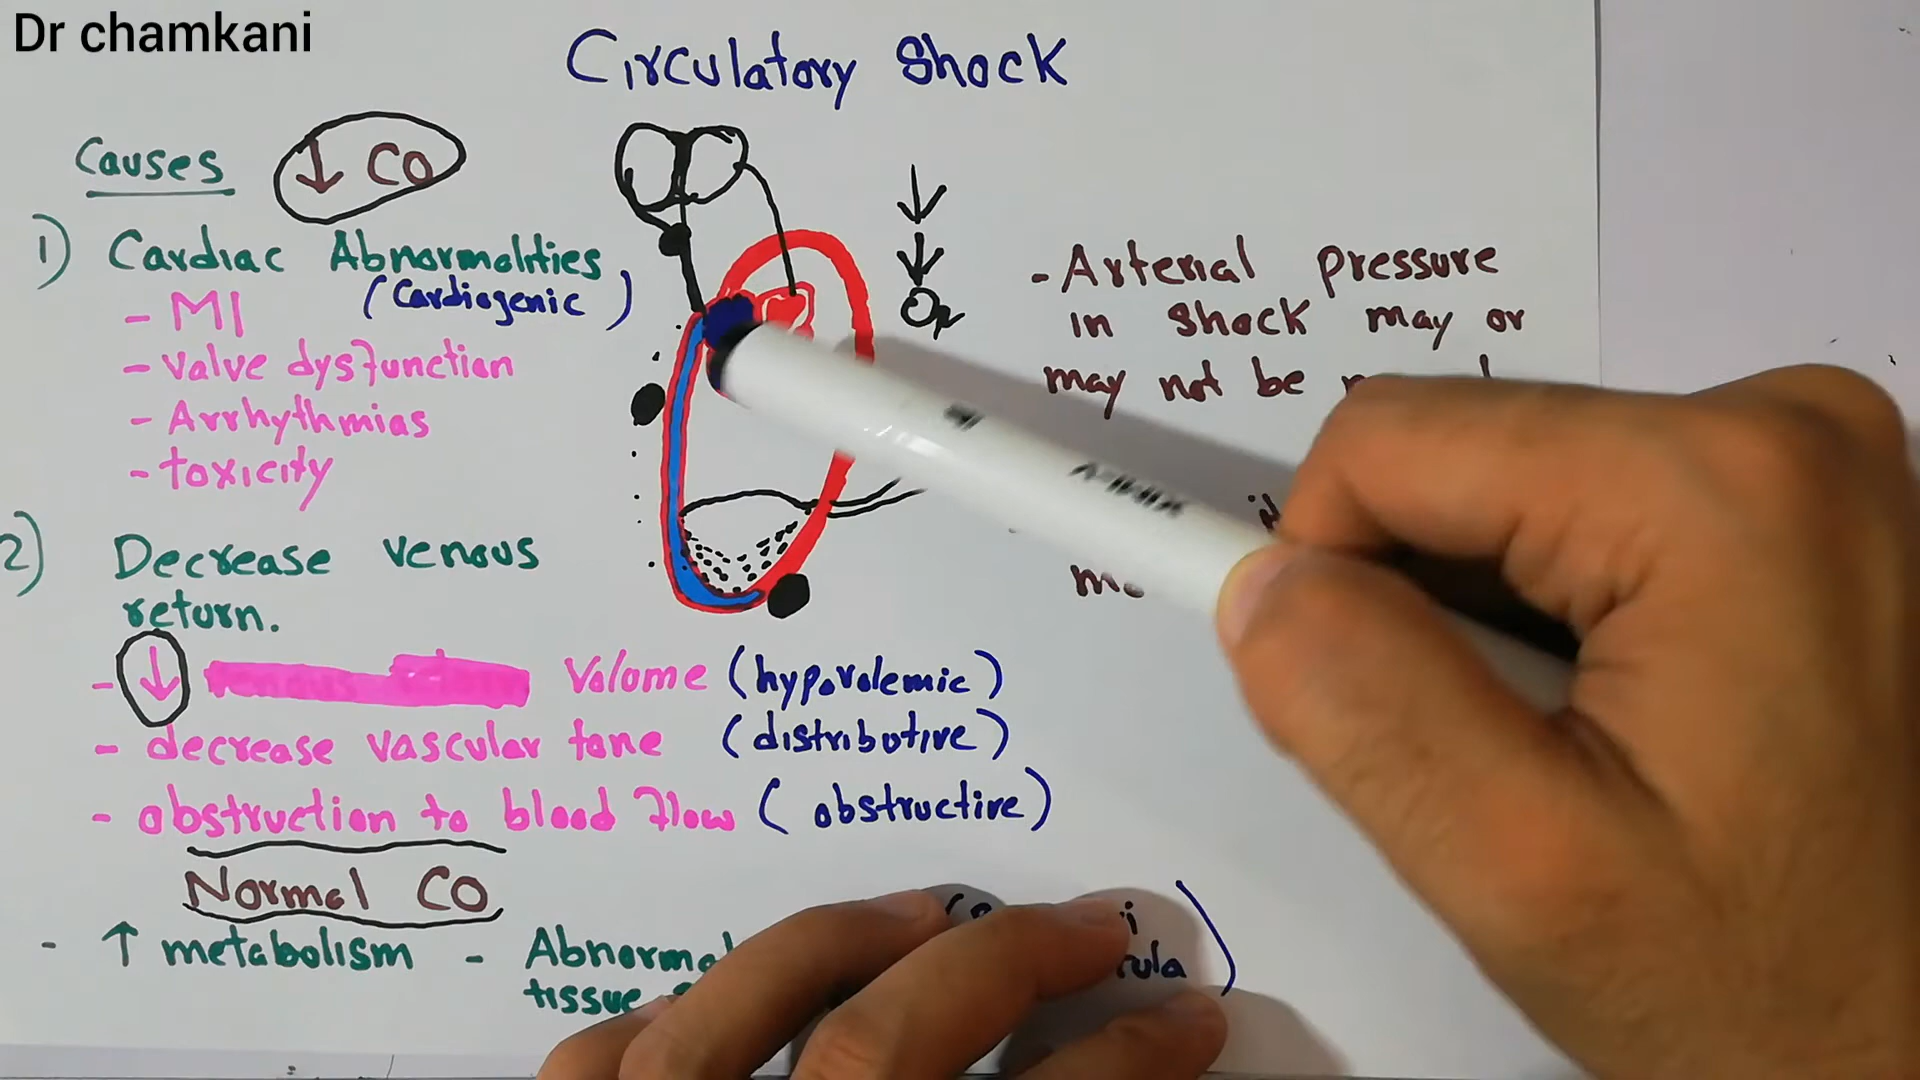 Dr chamkani
Circulatory Shock
Causes ↓ CO
1) Cardiac Abnormalities
(Cardiogenic)
- MI
- valve dysfunction
- Arrhythmias
- toxicity
2) Decrease venous
return.
- ↓ Volume (hypovolemic)
- decrease vascular tone (distributive)
- obstruction to blood flow (obstructive)
Normal CO
- ↑ metabolism - Abnormal
tissue
↓
↓
O2
- Arterial pressure
in shock may or
may not be